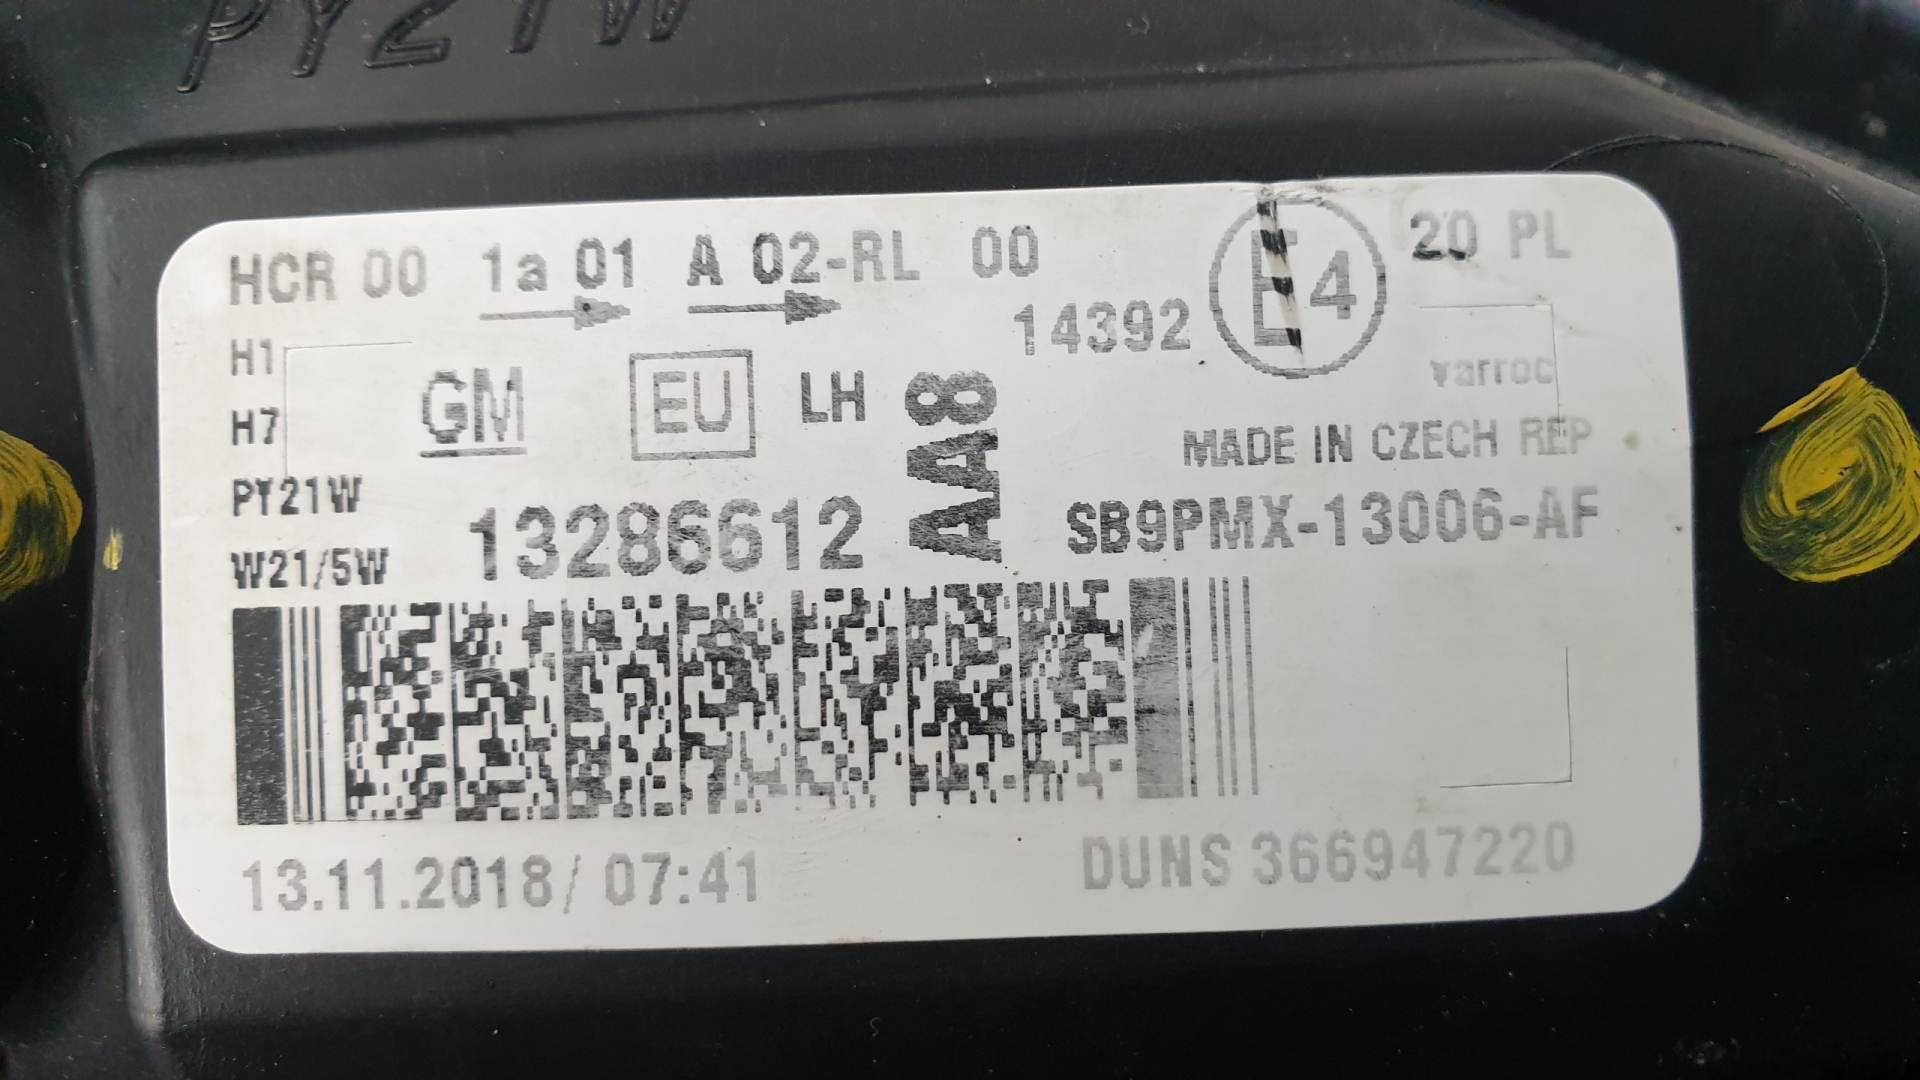 PY21W
HCR 00 1a 01 A 02-RL 00 E4 20 PL
14392
H1
GM EU LH AA8 varroc
H7
MADE IN CZECH REP
PY21W
13286612 SB9PMX-13006-AF
W21/5W
13.11.2018/ 07:41 DUNS 366947220